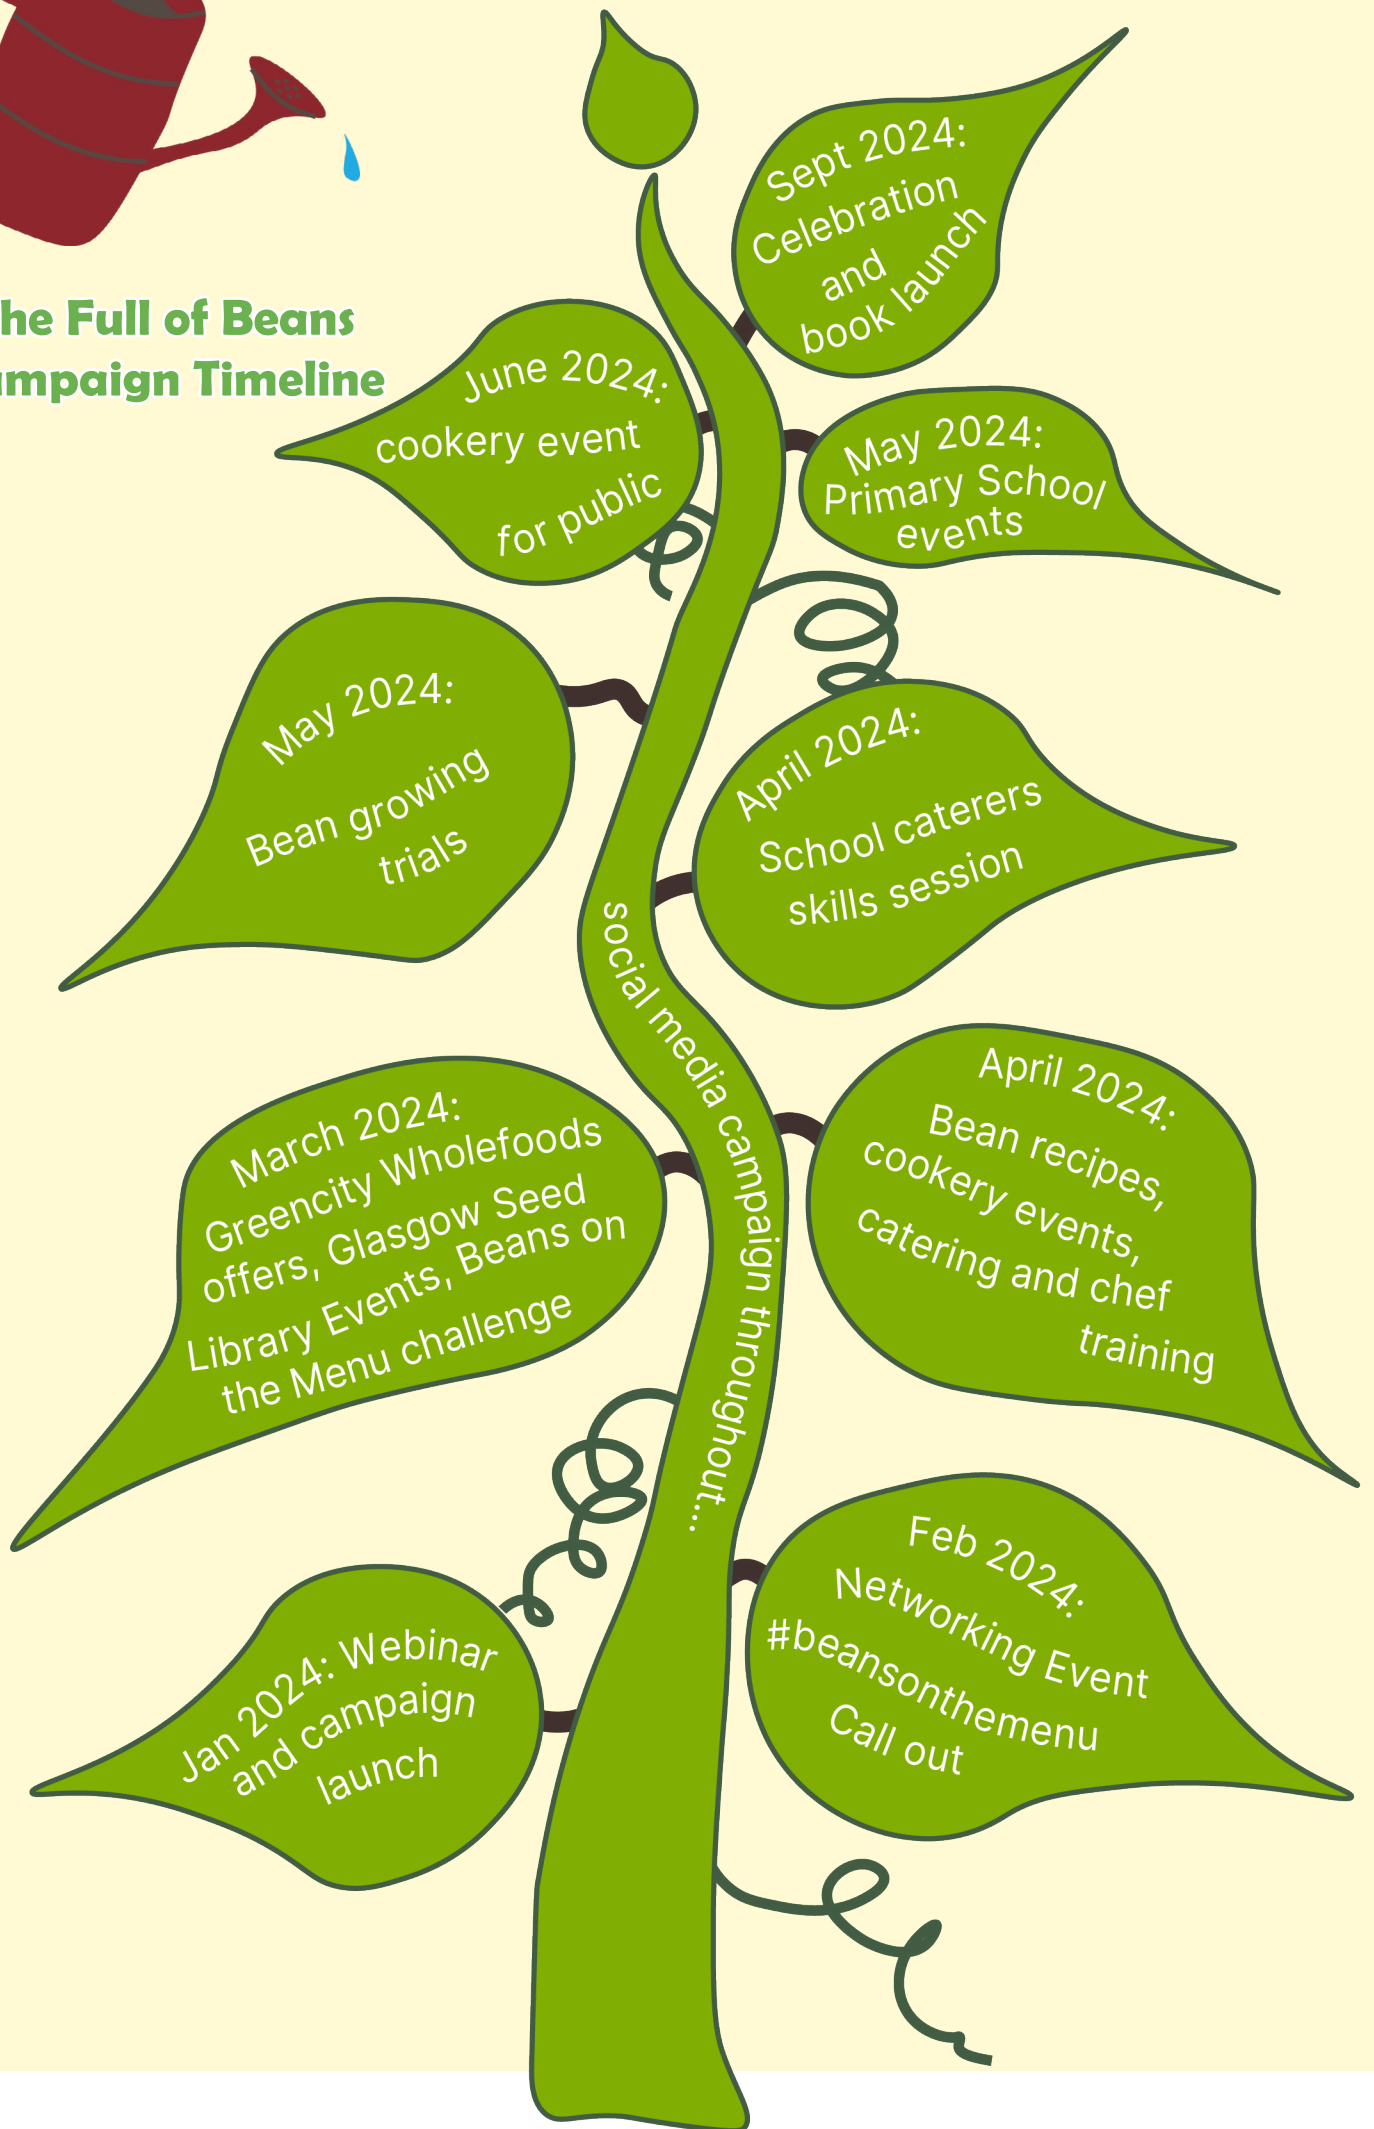 he Full of Beans
mpaign Timeline
Sept 2024:
Celebration
and
book launch
June 2024:
cookery event
for public
May 2024:
Primary School
events
May 2024:
Bean growing
trials
April 2024:
School caterers
skills session
social media campaign throughout...
March 2024:
Greencity Wholefoods
offers, Glasgow Seed
Library Events, Beans on
the Menu challenge
April 2024:
Bean recipes,
cookery events,
catering and chef
training
Jan 2024: Webinar
and campaign
launch
Feb 2024:
Networking Event
#beansonthemenu
Call out